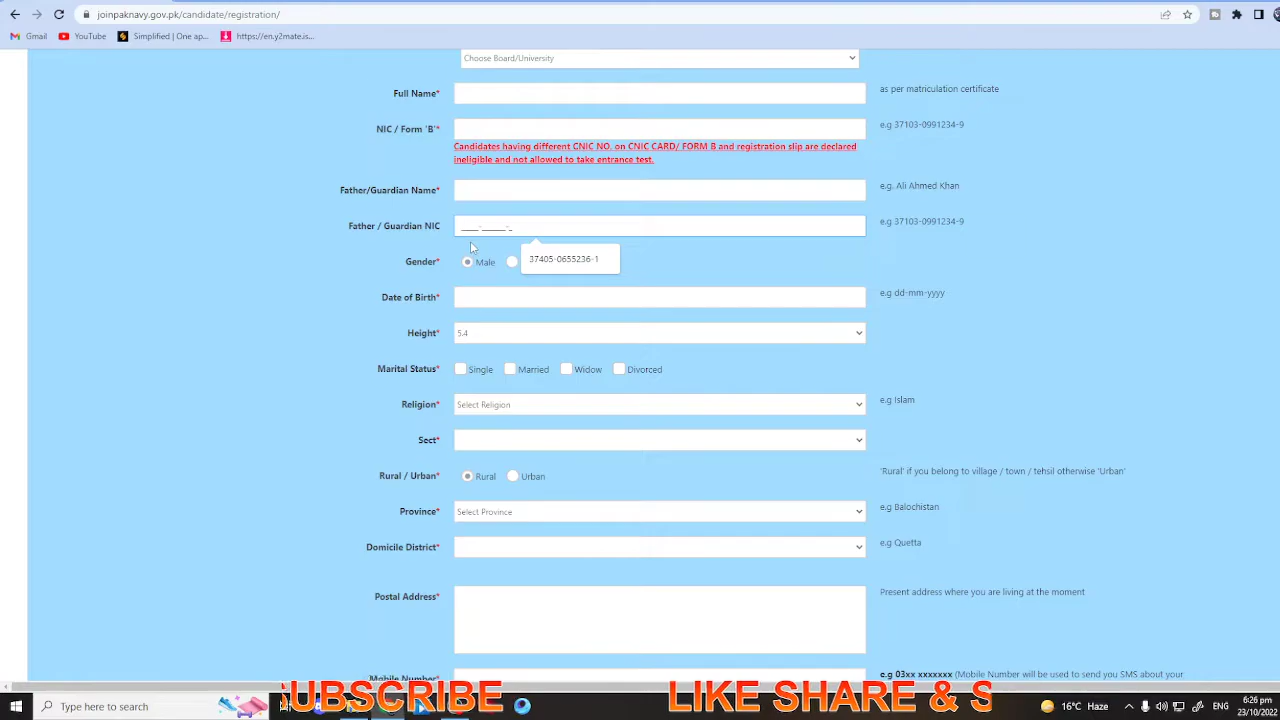 joinpaknavy.gov.pk/candidate/registration/
Gmail YouTube Simplified | One ap... https://en.y2mate.is...
Choose Board/University
Full Name* as per matriculation certificate
NIC / Form 'B'* e.g 37103-0991234-9
Candidates having different CNIC NO. on CNIC CARD/ FORM B and registration slip are declared
ineligible and not allowed to take entrance test.
Father/Guardian Name* e.g. Ali Ahmed Khan
Father / Guardian NIC _____-_______-_ e.g 37103-0991234-9
37405-0655236-1
Gender* Male
Date of Birth* e.g dd-mm-yyyy
Height* 5.4
Marital Status* Single Married Widow Divorced
Religion* Select Religion e.g Islam
Sect*
Rural / Urban* Rural Urban 'Rural' if you belong to village / town / tehsil otherwise 'Urban'
Province* Select Province e.g Balochistan
Domicile District* e.g Quetta
Postal Address* Present address where you are living at the moment
Mobile Number* e.g 03xx xxxxxxx (Mobile Number will be used to send you SMS about your
SUBSCRIBE LIKE SHARE & S
Type here to search 16°C Haze ENG 6:26 pm
23/10/2022